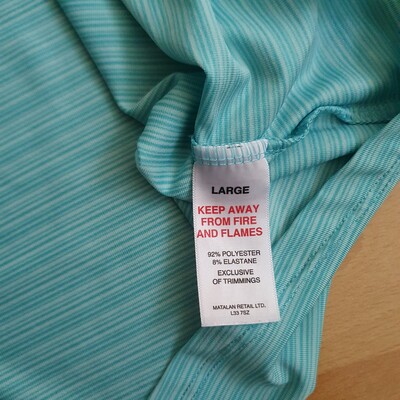 LARGE
KEEP AWAY
FROM FIRE
AND FLAMES
92% POLYESTER
8% ELASTANE
EXCLUSIVE
OF TRIMMINGS
MATALAN RETAIL LTD.
L33 7SZ